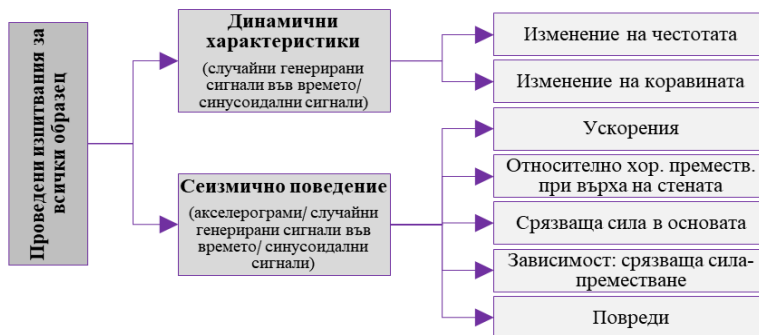 Проведени изпитвания за
всички образец
Динамични
характеристики
(случайни генерирани
сигнали във времето/
синусоидални сигнали)
Изменение на честотата
Изменение на коравината
Сеизмично поведение
(акселерограми/ случайни
генерирани сигнали във
времето/ синусоидални
сигнали)
Ускорения
Относително хор. преместв.
при върха на стената
Срязваща сила в основата
Зависимост: срязваща сила-
преместване
Повреди